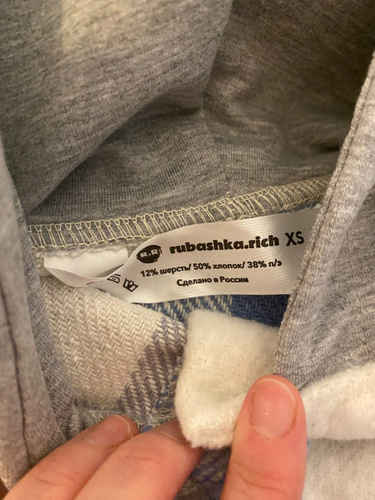 R.R rubashka.rich XS
12% шерсть/ 50% хлопок/ 38% п/э
Сделано в России